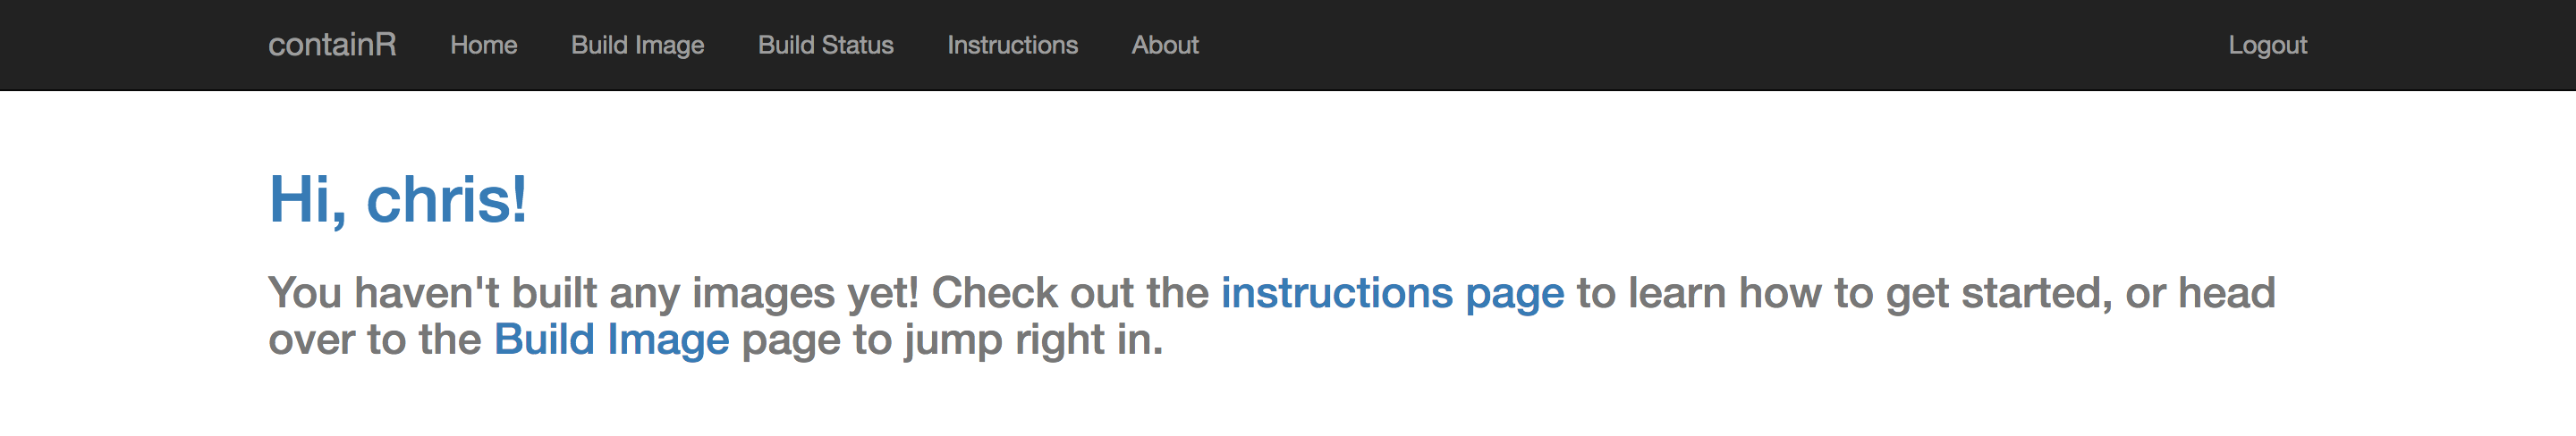 containR Home Build Image Build Status Instructions About Logout
Hi, chris!
You haven't built any images yet! Check out the instructions page to learn how to get started, or head
over to the Build Image page to jump right in.